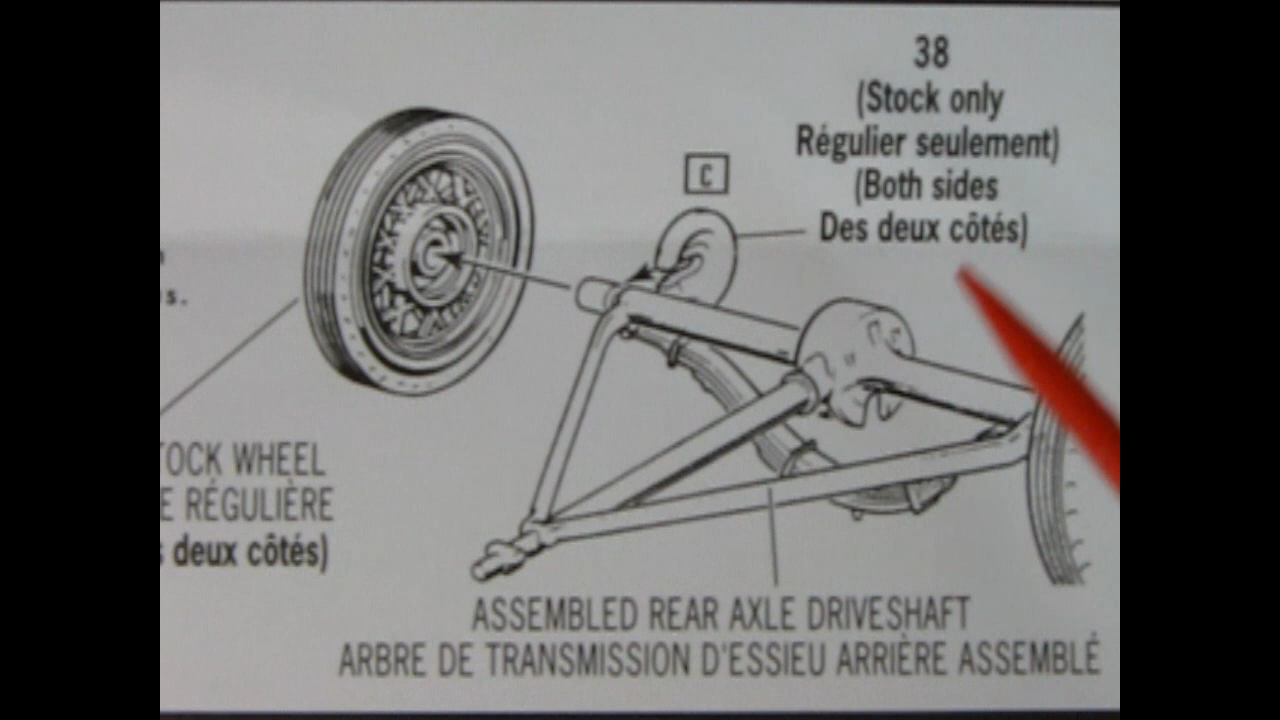 38
(Stock only
Régulier seulement)
(Both sides
Des deux côtés)
C
s.
TOCK WHEEL
E RÉGULIÈRE
deux côtés)
ASSEMBLED REAR AXLE DRIVESHAFT
ARBRE DE TRANSMISSION D'ESSIEU ARRIÈRE ASSEMBLÉ